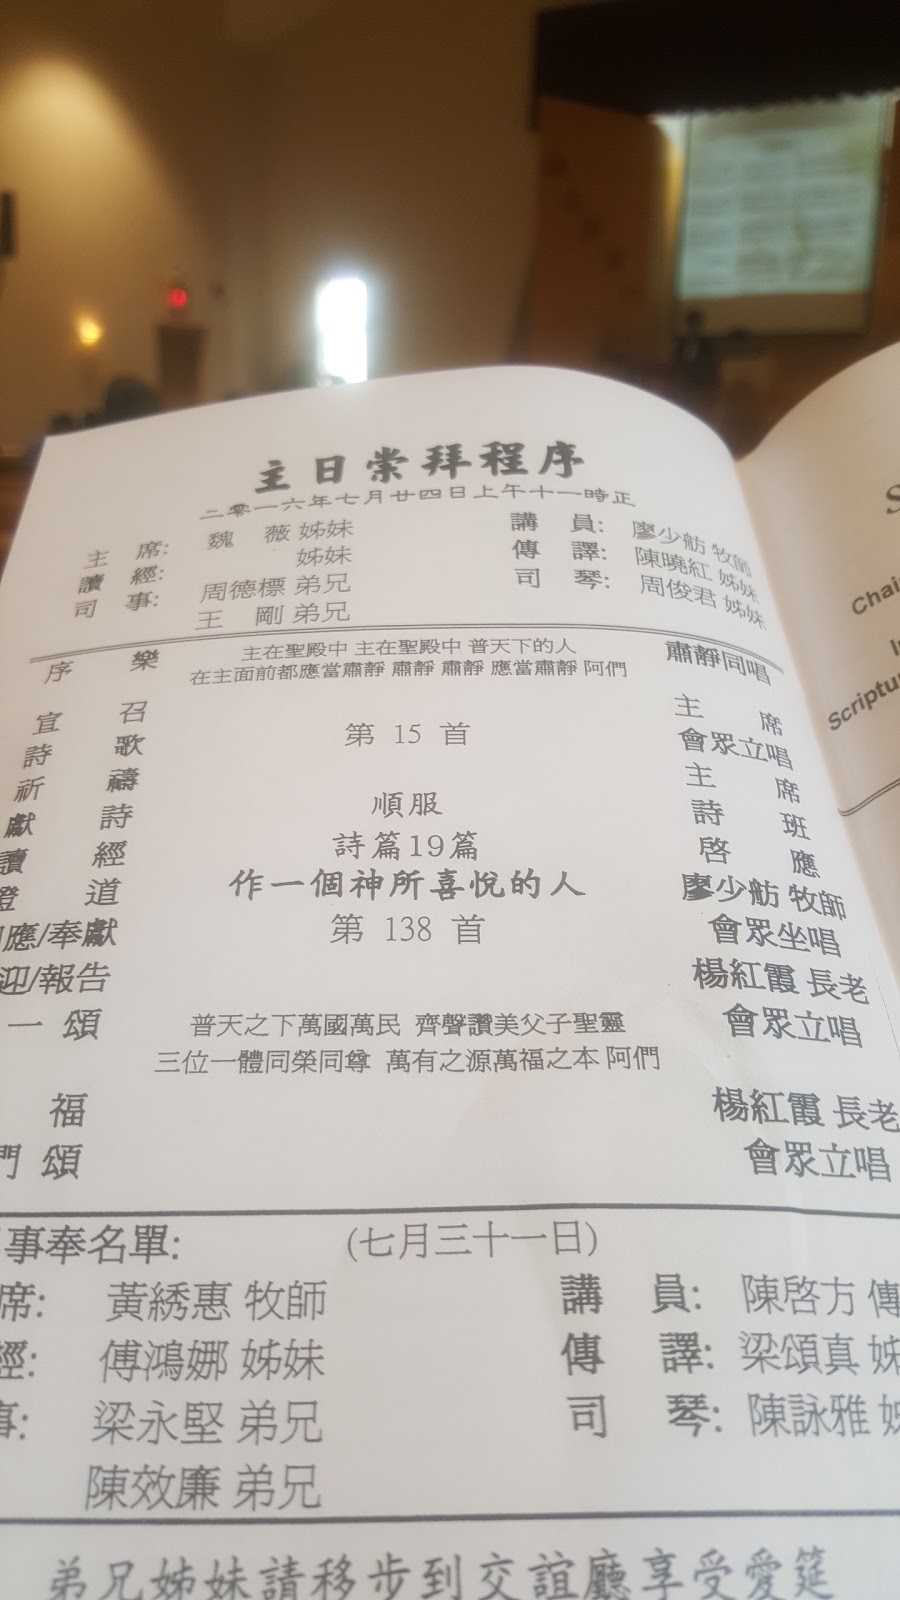 主日崇拜程序
二零一六年七月廿四日上午十一時正
主 席: 魏 薇 姊妹 講 員: 廖少舫 牧師
讀 經: 姊妹 傳 譯: 陳曉紅 姊妹
司 事: 周德標 弟兄 司 琴: 周俊君 姊妹
王 剛 弟兄
序 樂 主在聖殿中 主在聖殿中 普天下的人 肅靜同唱
在主面前都應當肅靜 肅靜 肅靜 應當肅靜 阿們
宣 召 主 席
詩 歌 第 15 首 會眾立唱
祈 禱 主 席
獻 詩 順服 詩 班
讀 經 詩篇19篇 啓 應
證 道 作一個神所喜悅的人 廖少舫 牧師
應/奉獻 第 138 首 會眾坐唱
迎/報告 楊紅霞 長老
一 頌 普天之下萬國萬民 齊聲讚美父子聖靈 會眾立唱
三位一體同榮同尊 萬有之源萬福之本 阿們
福 楊紅霞 長老
門 頌 會眾立唱
事奉名單: (七月三十一日)
席: 黃綉惠 牧師 講 員: 陳啓方 傳
經: 傅鴻娜 姊妹 傳 譯: 梁頌真 姊
事: 梁永堅 弟兄 司 琴: 陳詠雅 姊
陳效廉 弟兄
弟兄姊妹請移步到交誼廳享受愛筵
S
Chai
I
Scriptu